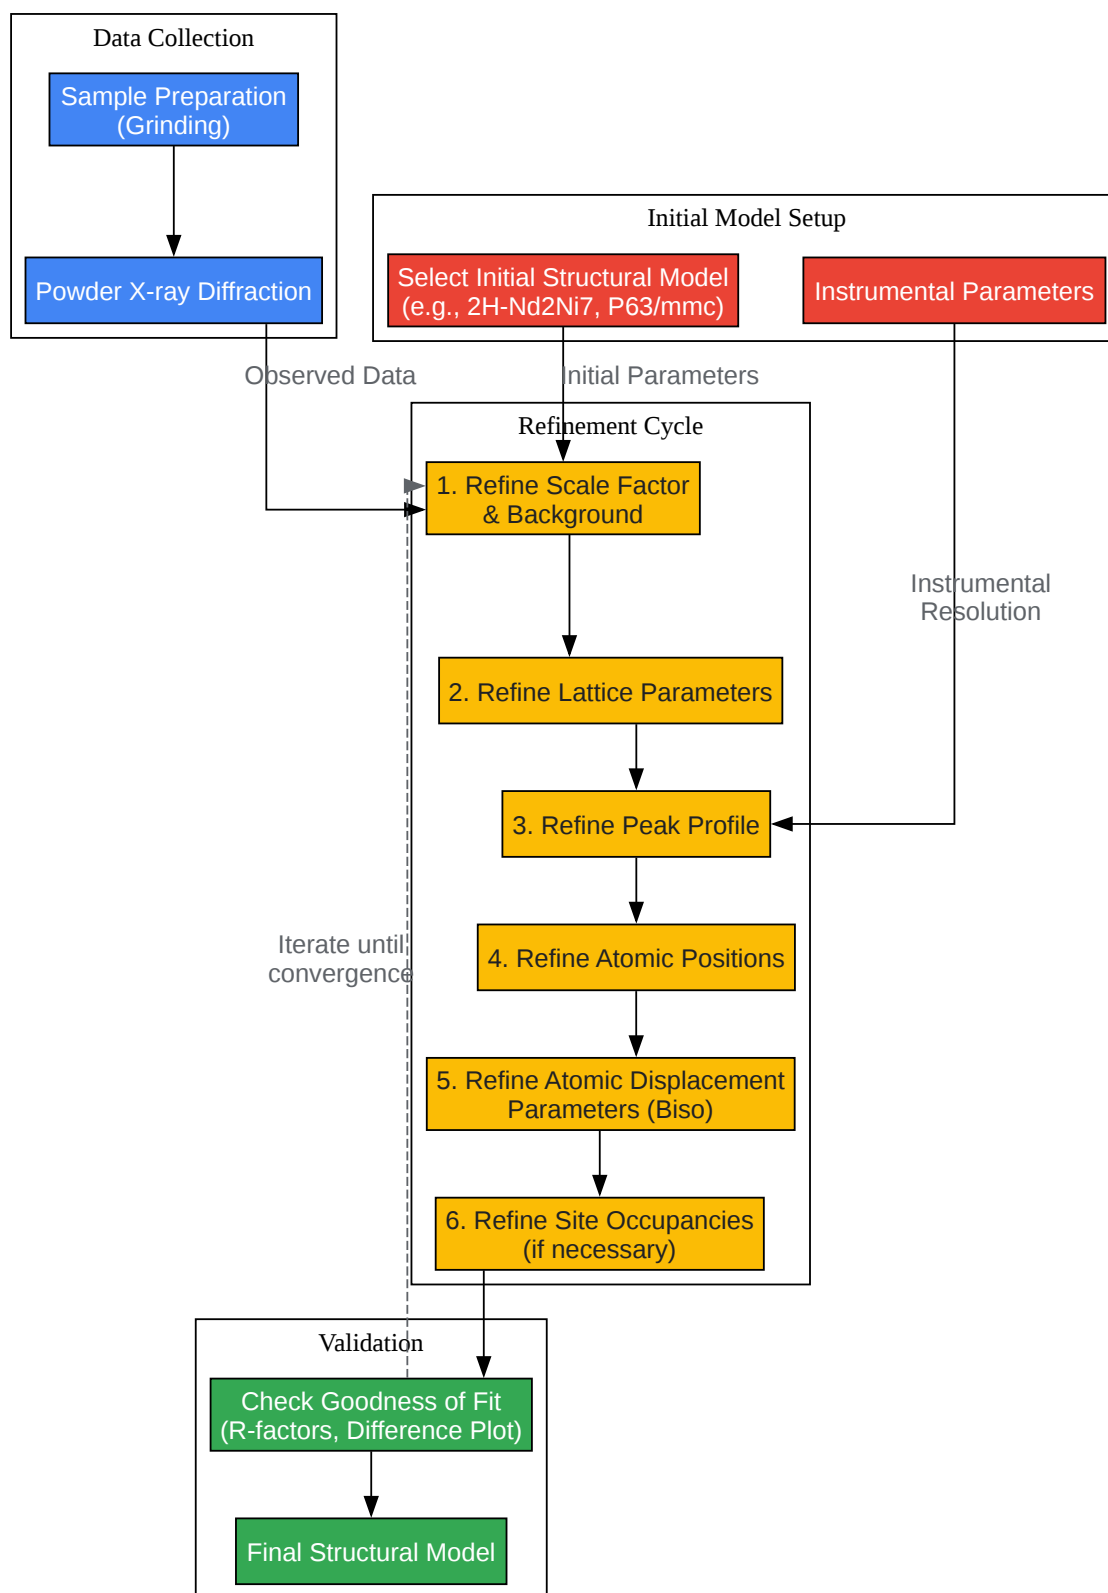 Data Collection
Sample Preparation
(Grinding)
Powder X-ray Diffraction
Initial Model Setup
Select Initial Structural Model
(e.g., 2H-Nd2Ni7, P63/mmc)
Instrumental Parameters
Observed Data
Initial Parameters
Refinement Cycle
1. Refine Scale Factor
& Background
Instrumental
Resolution
2. Refine Lattice Parameters
3. Refine Peak Profile
4. Refine Atomic Positions
Iterate until
convergence
5. Refine Atomic Displacement
Parameters (Biso)
6. Refine Site Occupancies
(if necessary)
Validation
Check Goodness of Fit
(R-factors, Difference Plot)
Final Structural Model